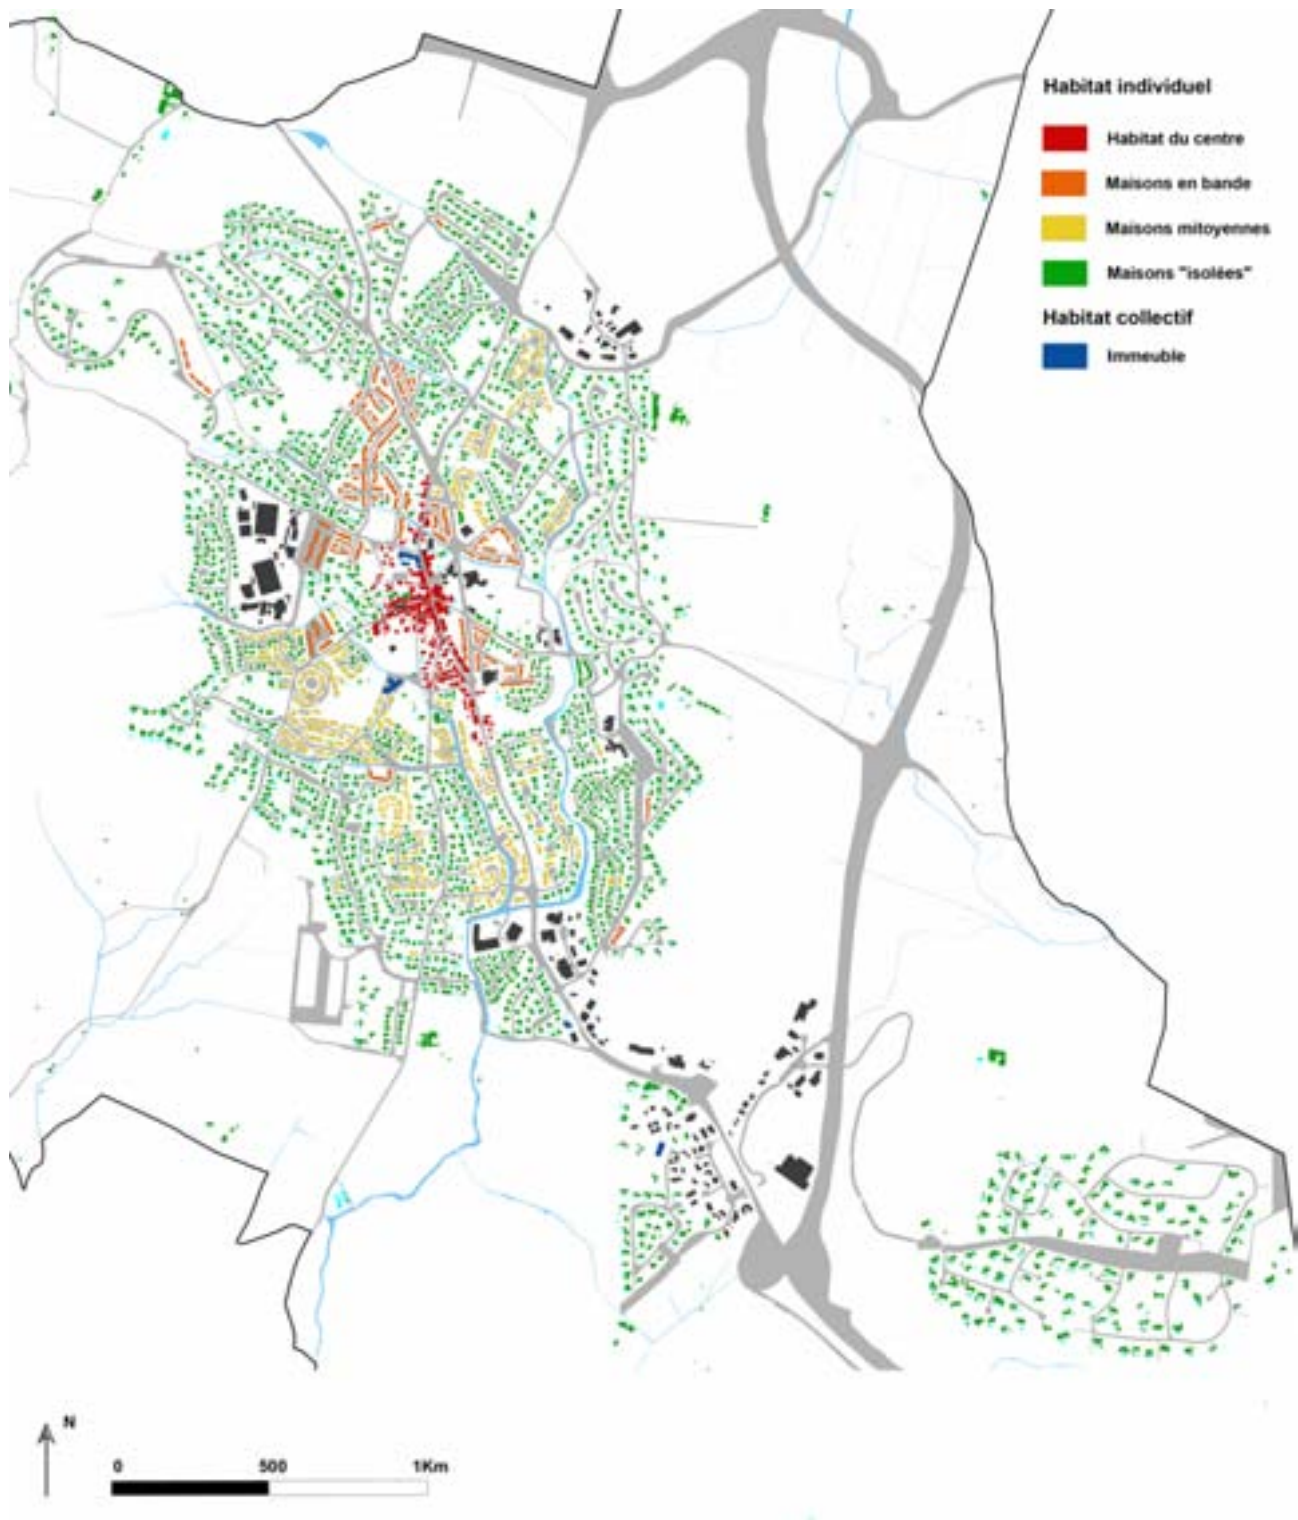 Habitat individuel
Habitat du centre
Maisons en bande
Maisons mitoyennes
Maisons "isolées"
Habitat collectif
Immeuble
N
0 500 1Km